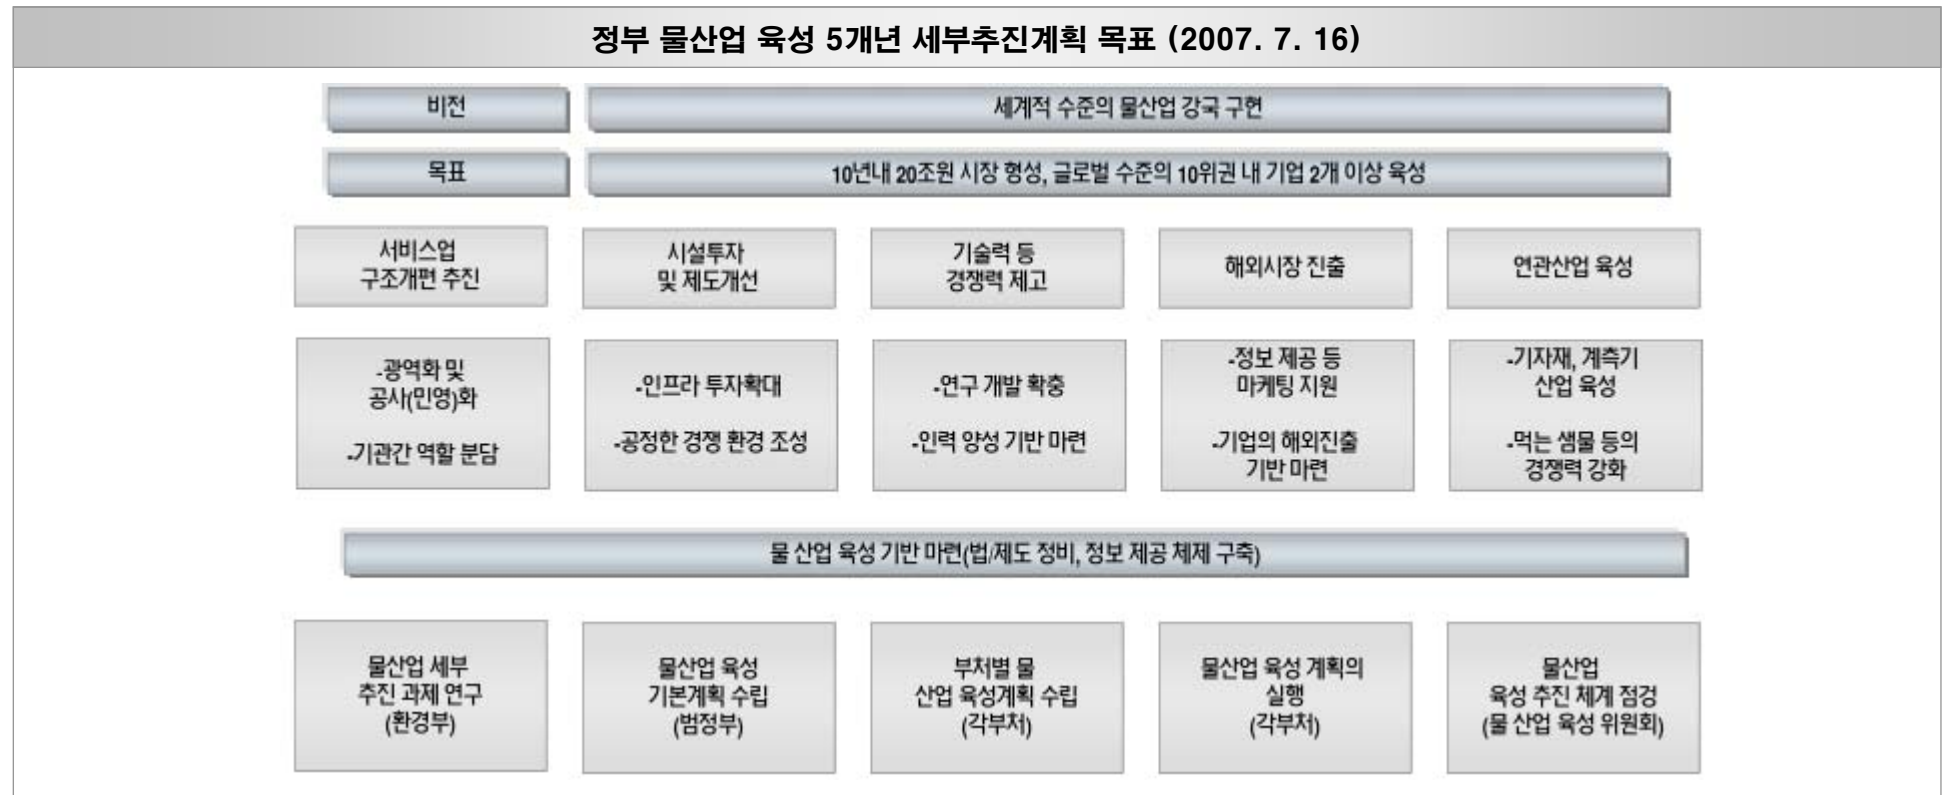 정부 물산업 육성 5개년 세부추진계획 목표 (2007. 7. 16)
비전
세계적 수준의 물산업 강국 구현
목표
10년내 20조원 시장 형성, 글로벌 수준의 10위권 내 기업 2개 이상 육성
서비스업
구조개편 추진
시설투자
및 제도개선
기술력 등
경쟁력 제고
해외시장 진출
연관산업 육성
-광역화 및
공사(민영)화
-기관간 역할 분담
-인프라 투자확대
-공정한 경쟁 환경 조성
-연구 개발 확충
-인력 양성 기반 마련
-정보 제공 등
마케팅 지원
-기업의 해외진출
기반 마련
-기자재, 계측기
산업 육성
-먹는 샘물 등의
경쟁력 강화
물 산업 육성 기반 마련(법/제도 정비, 정보 제공 체제 구축)
물산업 세부
추진 과제 연구
(환경부)
물산업 육성
기본계획 수립
(범정부)
부처별 물
산업 육성계획 수립
(각부처)
물산업 육성 계획의
실행
(각부처)
물산업
육성 추진 체계 점검
(물 산업 육성 위원회)